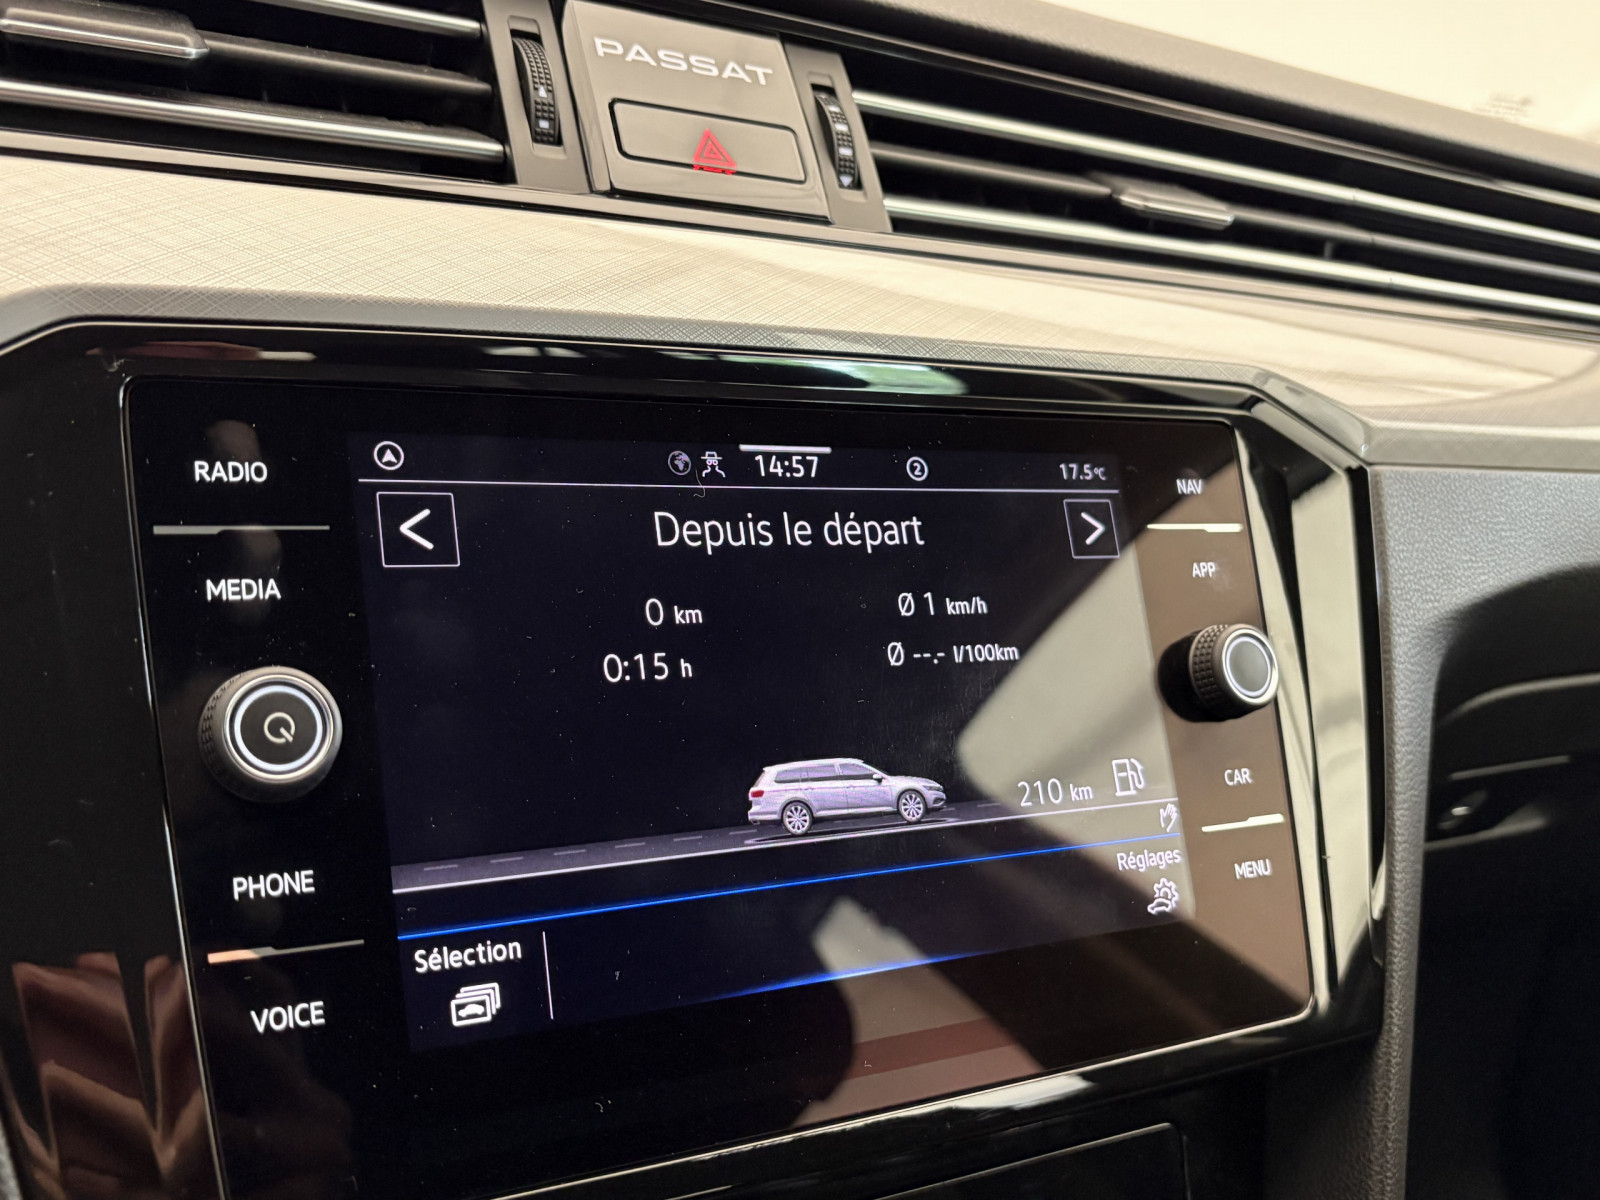 PASSAT
RADIO
MEDIA
PHONE
VOICE
14:57
2
17.5°C
< Depuis le départ >
0 km
Ø 1 km/h
0:15 h
Ø --.- l/100km
210 km
Réglages
Sélection
NAV
APP
CAR
MENU